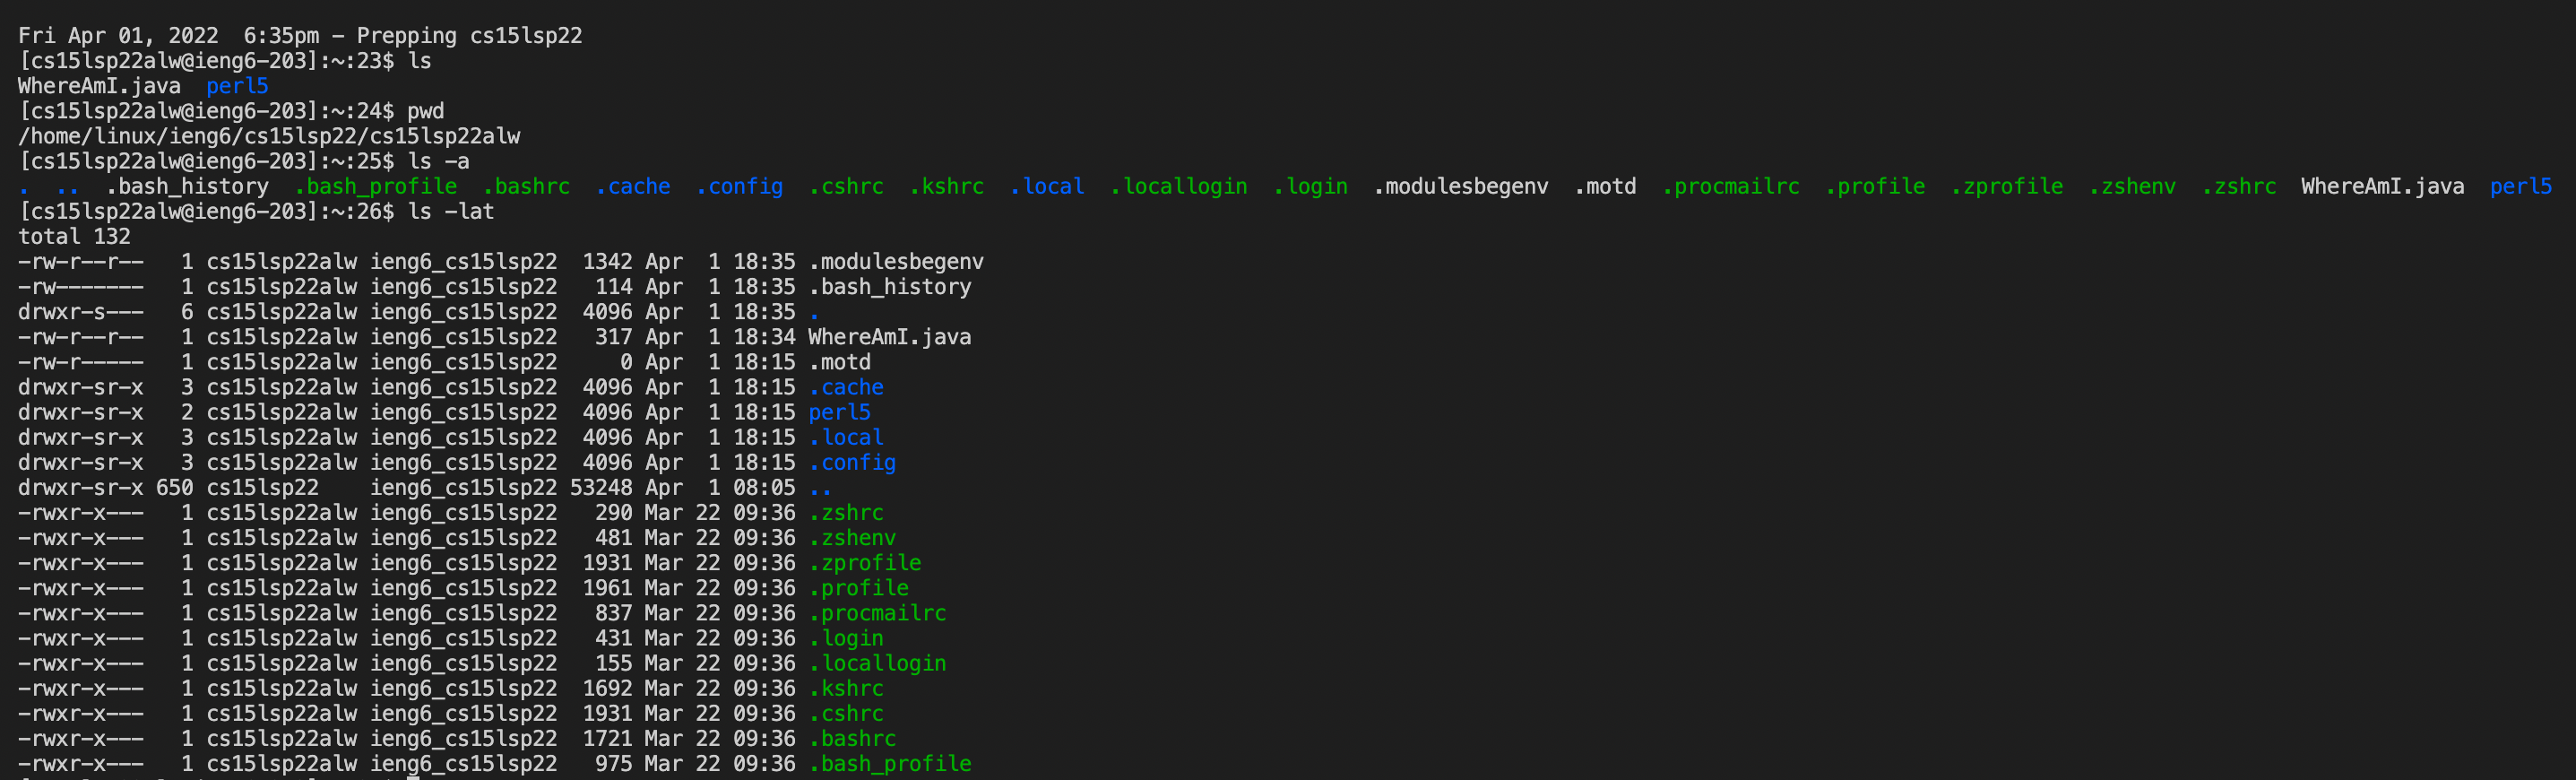 Fri Apr 01, 2022  6:35pm - Prepping cs15lsp22
[cs15lsp22alw@ieng6-203]:~:23$ ls
WhereAmI.java  perl5
[cs15lsp22alw@ieng6-203]:~:24$ pwd
/home/linux/ieng6/cs15lsp22/cs15lsp22alw
[cs15lsp22alw@ieng6-203]:~:25$ ls -a
.  ..  .bash_history  .bash_profile  .bashrc  .cache  .config  .cshrc  .kshrc  .local  .locallogin  .login  .modulesbegenv  .motd  .procmailrc  .profile  .zprofile  .zshenv  .zshrc  WhereAmI.java  perl5
[cs15lsp22alw@ieng6-203]:~:26$ ls -lat
total 132
-rw-r--r--   1 cs15lsp22alw ieng6_cs15lsp22  1342 Apr  1 18:35 .modulesbegenv
-rw-------   1 cs15lsp22alw ieng6_cs15lsp22   114 Apr  1 18:35 .bash_history
drwxr-s---   6 cs15lsp22alw ieng6_cs15lsp22  4096 Apr  1 18:35 .
-rw-r--r--   1 cs15lsp22alw ieng6_cs15lsp22   317 Apr  1 18:34 WhereAmI.java
-rw-r-----   1 cs15lsp22alw ieng6_cs15lsp22     0 Apr  1 18:15 .motd
drwxr-sr-x   3 cs15lsp22alw ieng6_cs15lsp22  4096 Apr  1 18:15 .cache
drwxr-sr-x   2 cs15lsp22alw ieng6_cs15lsp22  4096 Apr  1 18:15 perl5
drwxr-sr-x   3 cs15lsp22alw ieng6_cs15lsp22  4096 Apr  1 18:15 .local
drwxr-sr-x   3 cs15lsp22alw ieng6_cs15lsp22  4096 Apr  1 18:15 .config
drwxr-sr-x 650 cs15lsp22    ieng6_cs15lsp22 53248 Apr  1 08:05 ..
-rwxr-x---   1 cs15lsp22alw ieng6_cs15lsp22   290 Mar 22 09:36 .zshrc
-rwxr-x---   1 cs15lsp22alw ieng6_cs15lsp22   481 Mar 22 09:36 .zshenv
-rwxr-x---   1 cs15lsp22alw ieng6_cs15lsp22  1931 Mar 22 09:36 .zprofile
-rwxr-x---   1 cs15lsp22alw ieng6_cs15lsp22  1961 Mar 22 09:36 .profile
-rwxr-x---   1 cs15lsp22alw ieng6_cs15lsp22   837 Mar 22 09:36 .procmailrc
-rwxr-x---   1 cs15lsp22alw ieng6_cs15lsp22   431 Mar 22 09:36 .login
-rwxr-x---   1 cs15lsp22alw ieng6_cs15lsp22   155 Mar 22 09:36 .locallogin
-rwxr-x---   1 cs15lsp22alw ieng6_cs15lsp22  1692 Mar 22 09:36 .kshrc
-rwxr-x---   1 cs15lsp22alw ieng6_cs15lsp22  1931 Mar 22 09:36 .cshrc
-rwxr-x---   1 cs15lsp22alw ieng6_cs15lsp22  1721 Mar 22 09:36 .bashrc
-rwxr-x---   1 cs15lsp22alw ieng6_cs15lsp22   975 Mar 22 09:36 .bash_profile